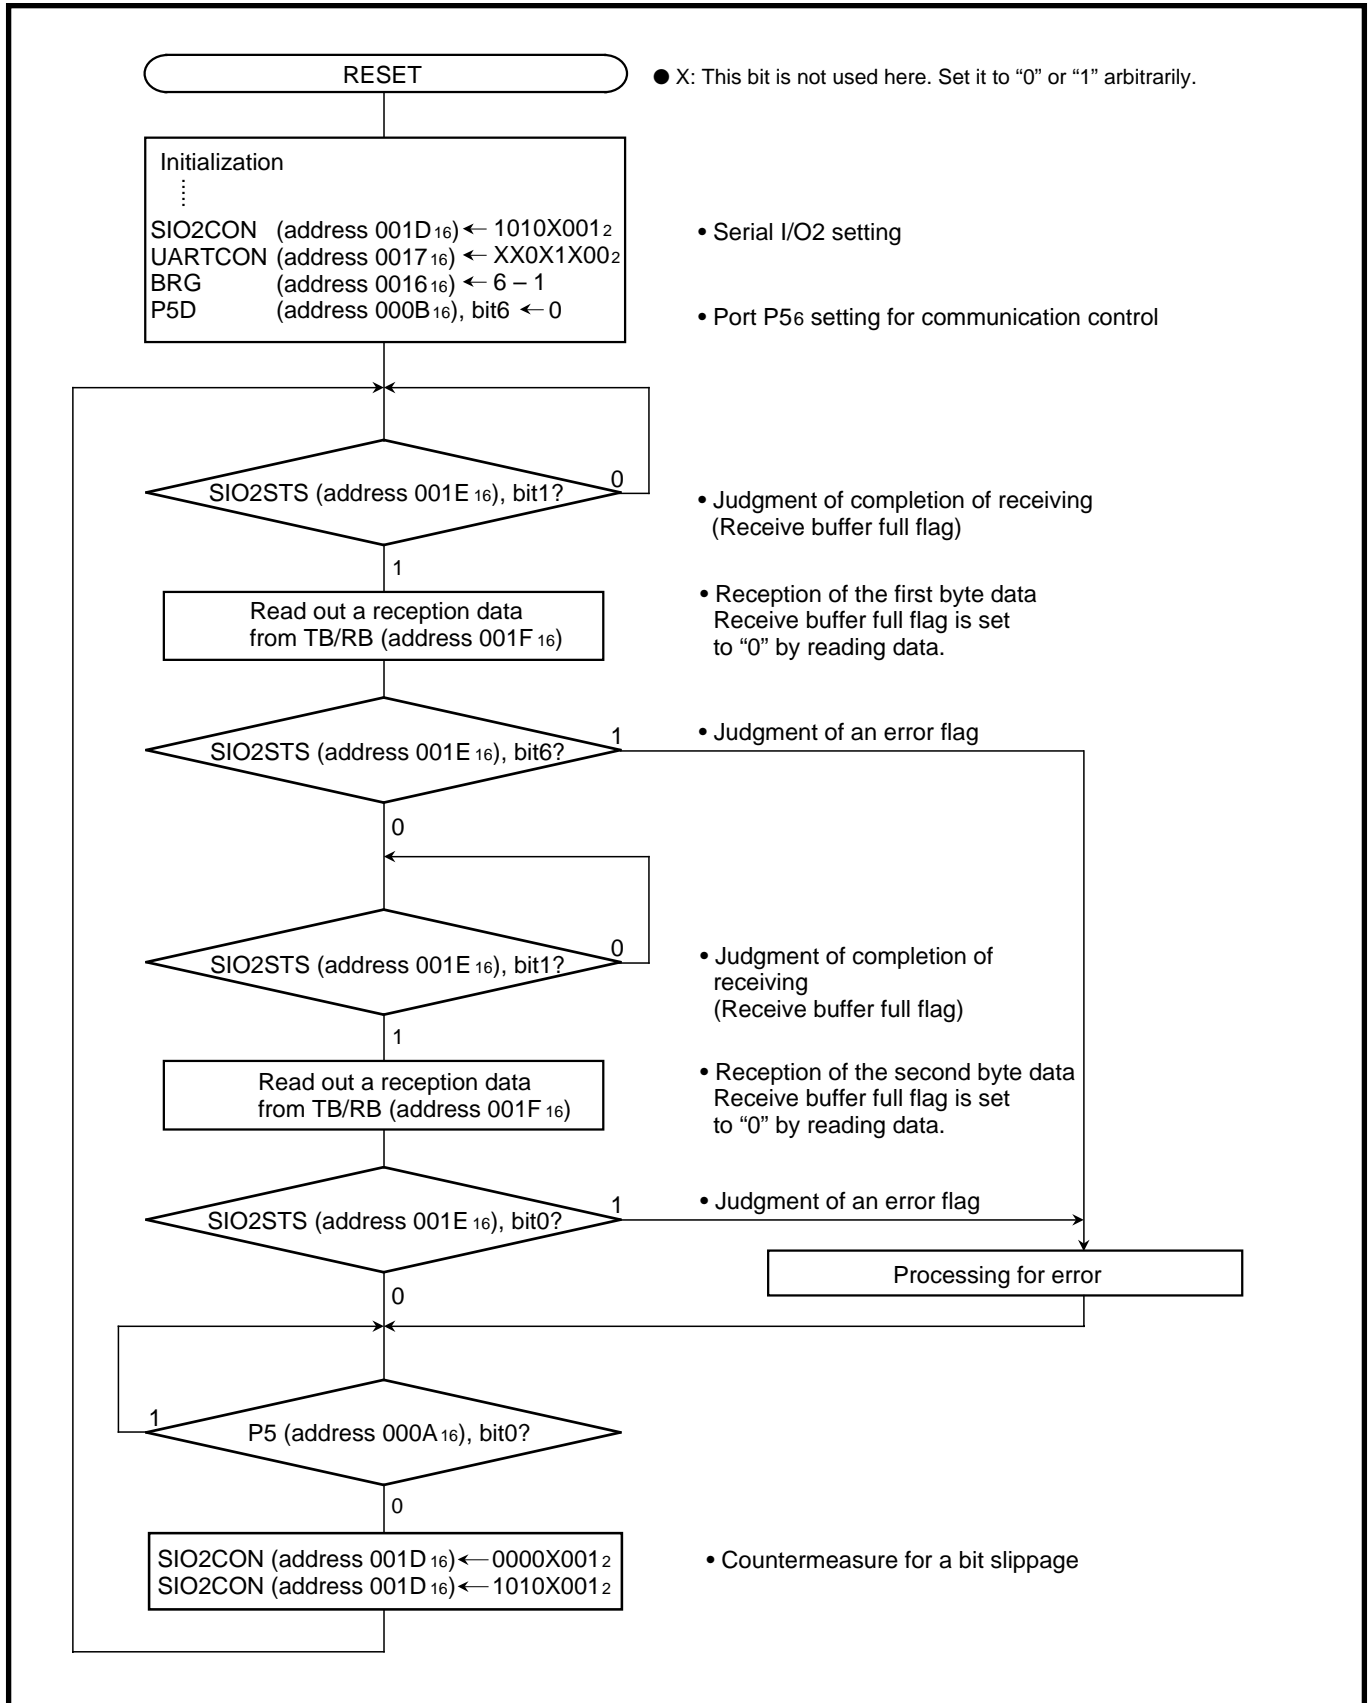 RESET
● X: This bit is not used here. Set it to “0” or “1” arbitrarily.
Initialization
SIO2CON (address 001D16) ← 1010X0012
• Serial I/O2 setting
UARTCON (address 001716) ← XX0X1X002
BRG (address 001616) ← 6 – 1
P5D (address 000B16), bit6 ← 0
• Port P56 setting for communication control
SIO2STS (address 001E16), bit1?
0
• Judgment of completion of receiving
(Receive buffer full flag)
1
Read out a reception data
from TB/RB (address 001F16)
• Reception of the first byte data
Receive buffer full flag is set
to “0” by reading data.
SIO2STS (address 001E16), bit6?
1
• Judgment of an error flag
0
SIO2STS (address 001E16), bit1?
0
• Judgment of completion of
receiving
(Receive buffer full flag)
1
Read out a reception data
from TB/RB (address 001F16)
• Reception of the second byte data
Receive buffer full flag is set
to “0” by reading data.
SIO2STS (address 001E16), bit0?
1
• Judgment of an error flag
Processing for error
0
1
P5 (address 000A16), bit0?
0
SIO2CON (address 001D16) ← 0000X0012
SIO2CON (address 001D16) ← 1010X0012
• Countermeasure for a bit slippage